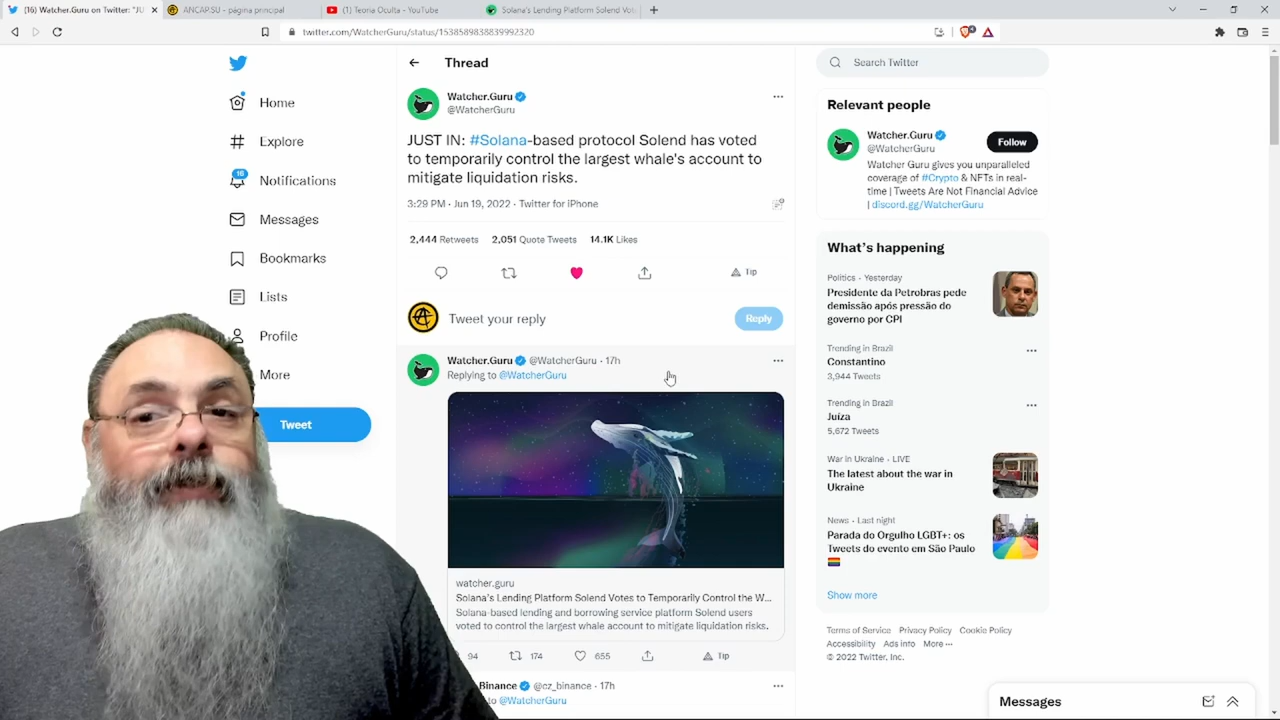 (16) Watcher.Guru on Twitter: "JU
ANCAP.SU - página principal
(1) Teoria Oculta - YouTube
Solana's Lending Platform Solend Vot
twitter.com/WatcherGuru/status/1538589838839992320
Home
Explore
16
Notifications
Messages
Bookmarks
Lists
Profile
More
Tweet
Thread
Watcher.Guru
@WatcherGuru
JUST IN: #Solana-based protocol Solend has voted
to temporarily control the largest whale's account to
mitigate liquidation risks.
3:29 PM · Jun 19, 2022 · Twitter for iPhone
2,444 Retweets 2,051 Quote Tweets 14.1K Likes
Tip
Tweet your reply
Reply
Watcher.Guru @WatcherGuru · 17h
Replying to @WatcherGuru
watcher.guru
Solana's Lending Platform Solend Votes to Temporarily Control the W...
Solana-based lending and borrowing service platform Solend users
voted to control the largest whale account to mitigate liquidation risks.
94 174 655 Tip
Binance @cz_binance · 17h
to @WatcherGuru
Search Twitter
Relevant people
Watcher.Guru
@WatcherGuru
Follow
Watcher Guru gives you unparalleled
coverage of #Crypto & NFTs in real-
time | Tweets Are Not Financial Advice
| discord.gg/WatcherGuru
What's happening
Politics · Yesterday
Presidente da Petrobras pede
demissão após pressão do
governo por CPI
Trending in Brazil
Constantino
3,944 Tweets
Trending in Brazil
Juíza
5,672 Tweets
War in Ukraine · LIVE
The latest about the war in
Ukraine
News · Last night
Parada do Orgulho LGBT+: os
Tweets do evento em São Paulo
Show more
Terms of Service Privacy Policy Cookie Policy
Accessibility Ads info More ···
© 2022 Twitter, Inc.
Messages